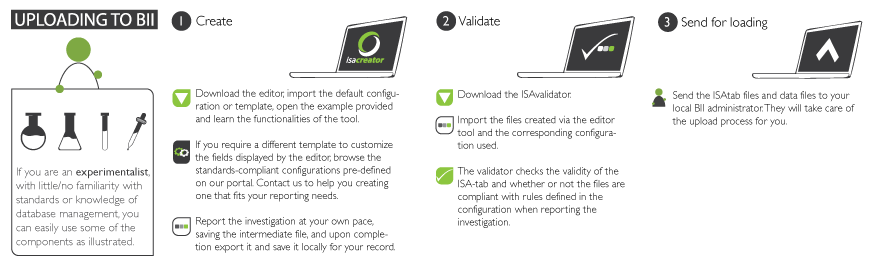 UPLOADING TO BII
If you are an experimentalist,
with little/no familiarity with
standards or knowledge of
database management, you
can easily use some of the
components as illustrated.
1 Create
isacreator
Download the editor, import the default configu-
ration or template, open the example provided
and learn the functionalities of the tool.
If you require a different template to customize
the fields displayed by the editor, browse the
standards-compliant configurations pre-defined
on our portal. Contact us to help you creating
one that fits your reporting needs.
Report the investigation at your own pace,
saving the intermediate file, and upon comple-
tion export it and save it locally for your record.
2 Validate
Download the ISAvalidator.
Import the files created via the editor
tool and the corresponding configura-
tion used.
The validator checks the validity of the
ISA-tab and whether or not the files are
compliant with rules defined in the
configuration when reporting the
investigation.
3 Send for loading
Send the ISAtab files and data files to your
local BII administrator. They will take care of
the upload process for you.